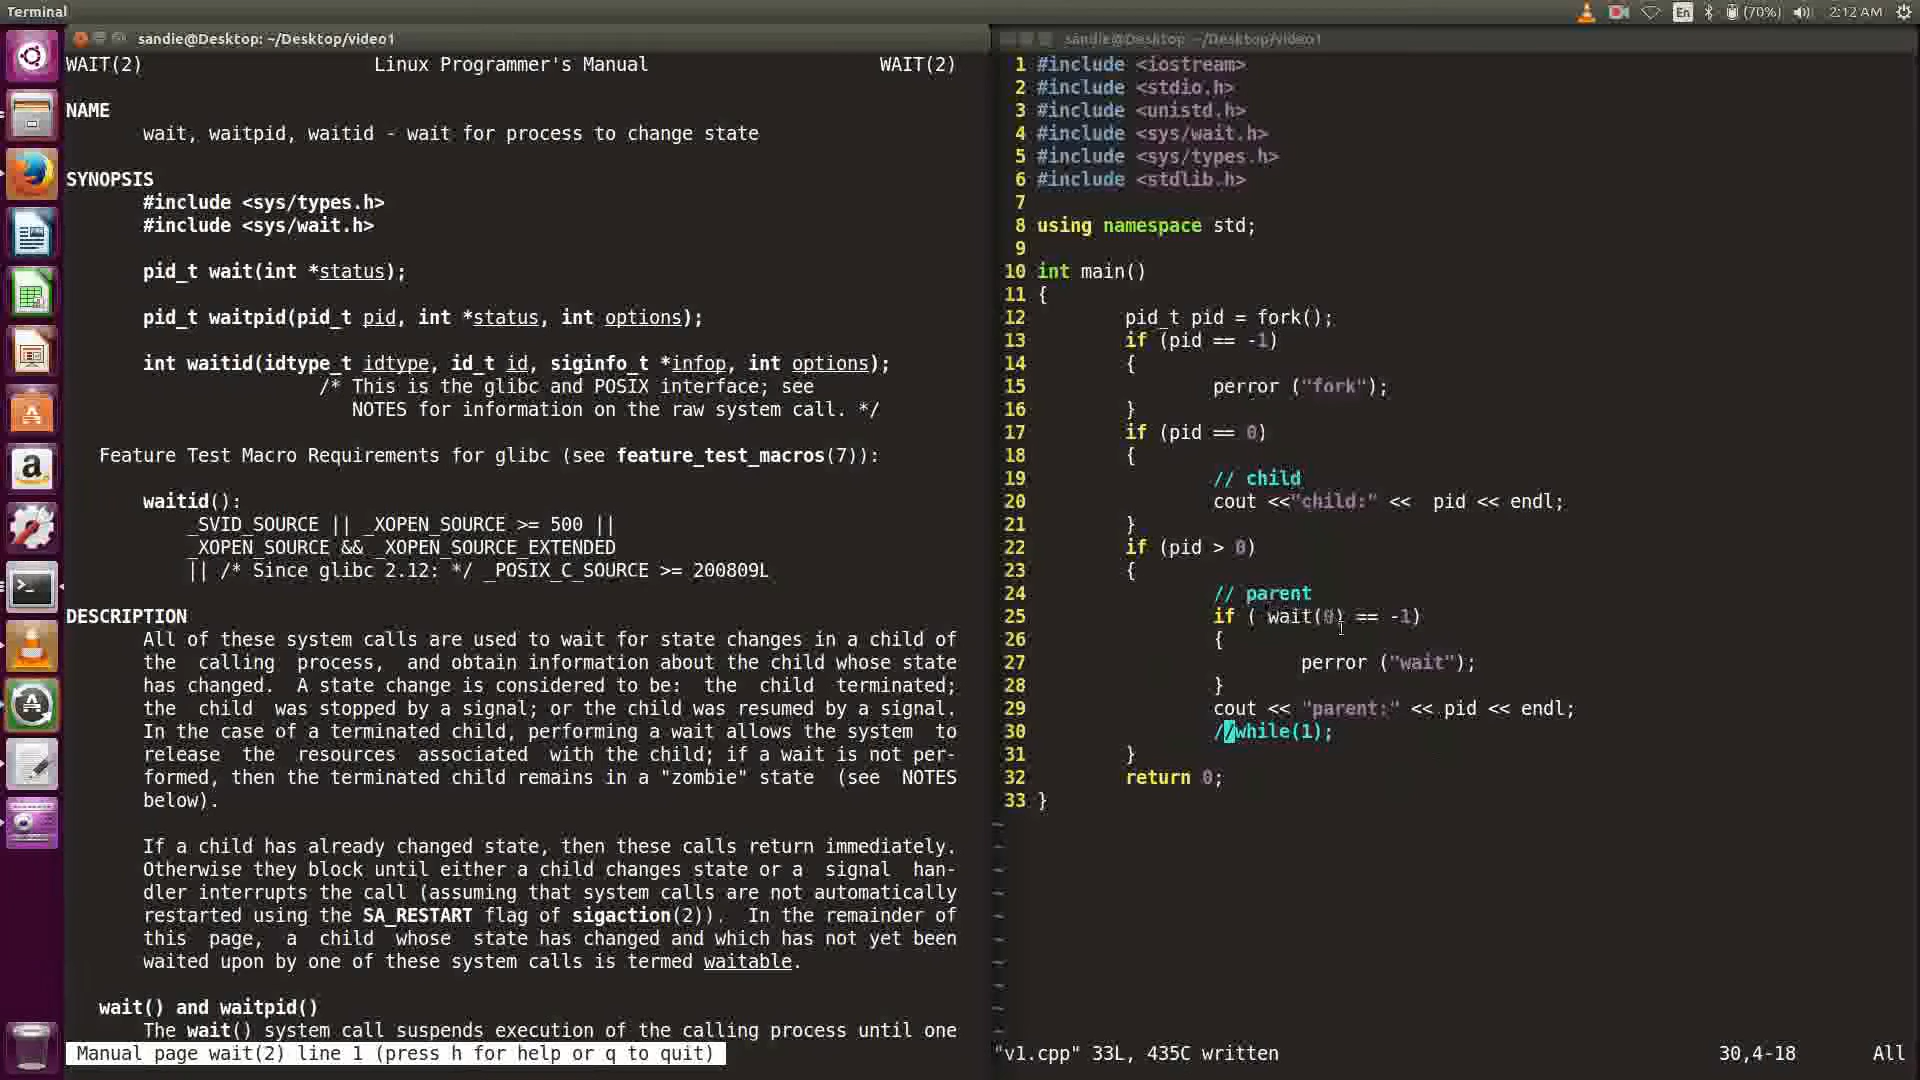 Terminal
En
(70%)
2:12 AM
sandie@Desktop: ~/Desktop/video1
WAIT(2) Linux Programmer's Manual WAIT(2)
NAME
wait, waitpid, waitid - wait for process to change state
SYNOPSIS
#include <sys/types.h>
#include <sys/wait.h>
pid_t wait(int *status);
pid_t waitpid(pid_t pid, int *status, int options);
int waitid(idtype_t idtype, id_t id, siginfo_t *infop, int options);
/* This is the glibc and POSIX interface; see
NOTES for information on the raw system call. */
Feature Test Macro Requirements for glibc (see feature_test_macros(7)):
waitid():
_SVID_SOURCE || _XOPEN_SOURCE >= 500 ||
_XOPEN_SOURCE && _XOPEN_SOURCE_EXTENDED
|| /* Since glibc 2.12: */ _POSIX_C_SOURCE >= 200809L
DESCRIPTION
All of these system calls are used to wait for state changes in a child of
the calling process, and obtain information about the child whose state
has changed. A state change is considered to be: the child terminated;
the child was stopped by a signal; or the child was resumed by a signal.
In the case of a terminated child, performing a wait allows the system to
release the resources associated with the child; if a wait is not per-
formed, then the terminated child remains in a "zombie" state (see NOTES
below).
If a child has already changed state, then these calls return immediately.
Otherwise they block until either a child changes state or a signal han-
dler interrupts the call (assuming that system calls are not automatically
restarted using the SA_RESTART flag of sigaction(2)). In the remainder of
this page, a child whose state has changed and which has not yet been
waited upon by one of these system calls is termed waitable.
wait() and waitpid()
The wait() system call suspends execution of the calling process until one
Manual page wait(2) line 1 (press h for help or q to quit)
sandie@Desktop: ~/Desktop/video1
1 #include <iostream>
2 #include <stdio.h>
3 #include <unistd.h>
4 #include <sys/wait.h>
5 #include <sys/types.h>
6 #include <stdlib.h>
7
8 using namespace std;
9
10 int main()
11 {
12 pid_t pid = fork();
13 if (pid == -1)
14 {
15 perror ("fork");
16 }
17 if (pid == 0)
18 {
19 // child
20 cout <<"child:" << pid << endl;
21 }
22 if (pid > 0)
23 {
24 // parent
25 if ( wait(0) == -1)
26 {
27 perror ("wait");
28 }
29 cout << "parent:" << pid << endl;
30 //while(1);
31 }
32 return 0;
33 }
~
~
~
~
~
~
~
~
~
~
"v1.cpp" 33L, 435C written 30,4-18 All